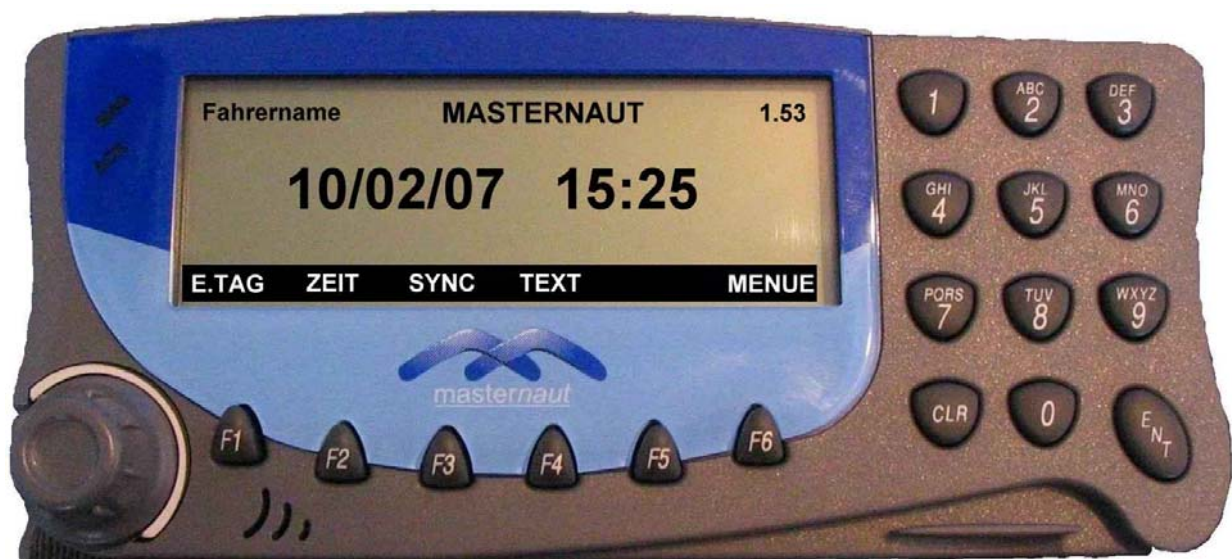 Fahrername MASTERNAUT 1.53
10/02/07 15:25
E.TAG ZEIT SYNC TEXT MENUE
masternaut
F1 F2 F3 F4 F5 F6
1 ABC 2 DEF 3
GHI 4 JKL 5 MNO 6
PQRS 7 TUV 8 WXYZ 9
CLR 0 ENT